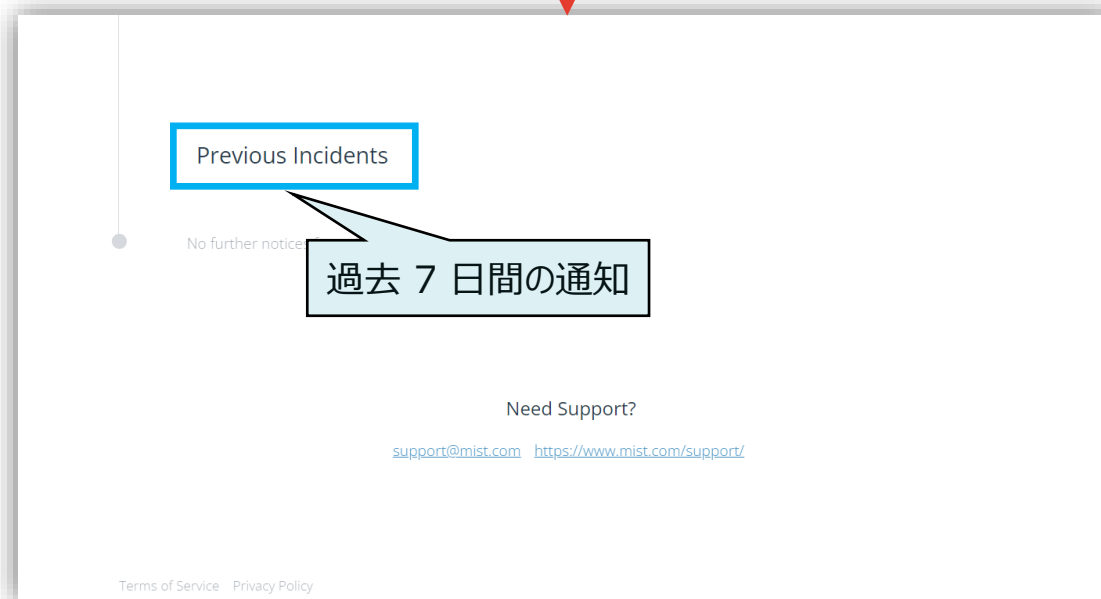 Previous Incidents
No further notices
過去 7 日間の通知
Need Support?
support@mist.com https://www.mist.com/support/
Terms of Service Privacy Policy